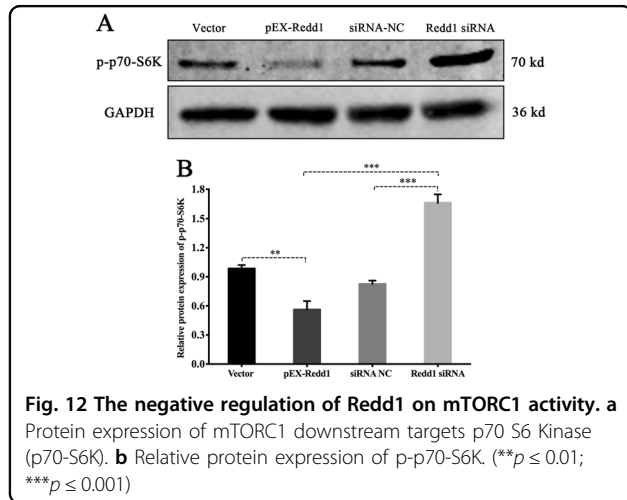 A
Vector pEX-Redd1 siRNA-NC Redd1 siRNA
p-p70-S6K 70 kd
GAPDH 36 kd
B
***
***
**
Relative protein expression of p-p70-S6K
1.8
1.5
1.2
0.9
0.6
0.3
0.0
Vector pEX-Redd1 siRNA NC Redd1 siRNA
Fig. 12 The negative regulation of Redd1 on mTORC1 activity. a
Protein expression of mTORC1 downstream targets p70 S6 Kinase
(p70-S6K). b Relative protein expression of p-p70-S6K. (**p ≤ 0.01;
***p ≤ 0.001)